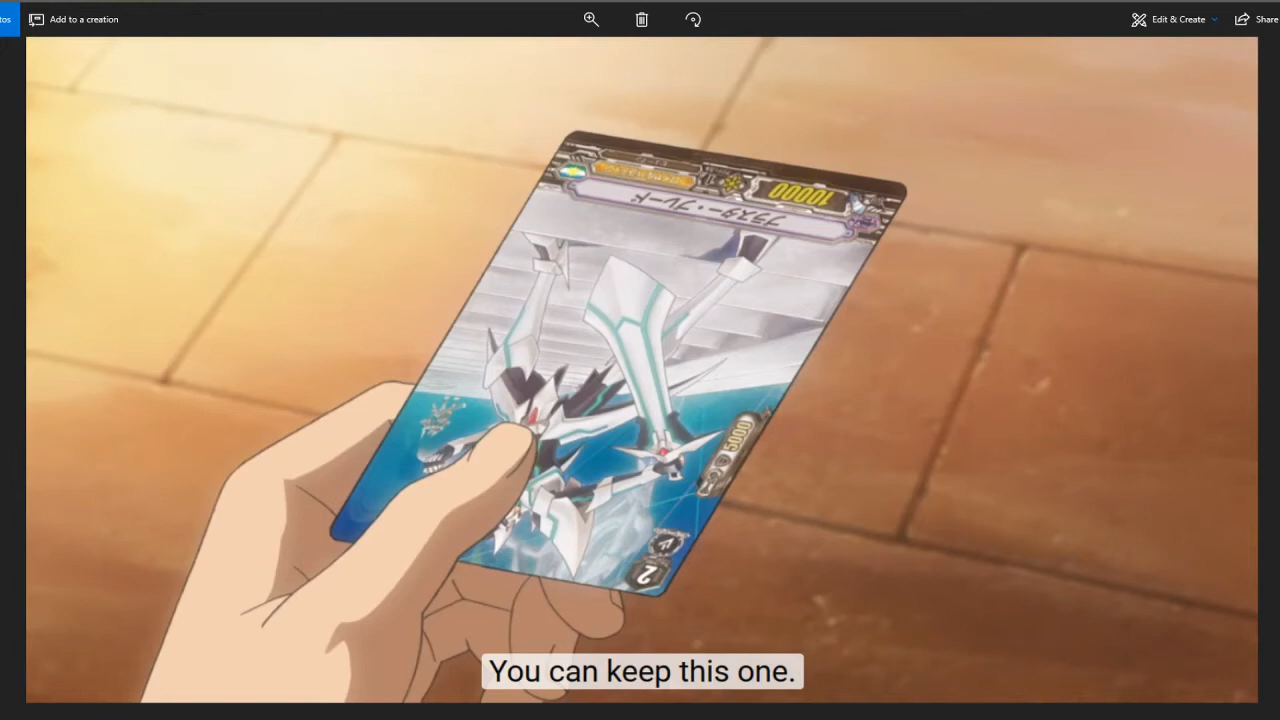 tos
Add to a creation
Edit & Create
Share
10000
ブラスター・ブレード
5000
2
You can keep this one.